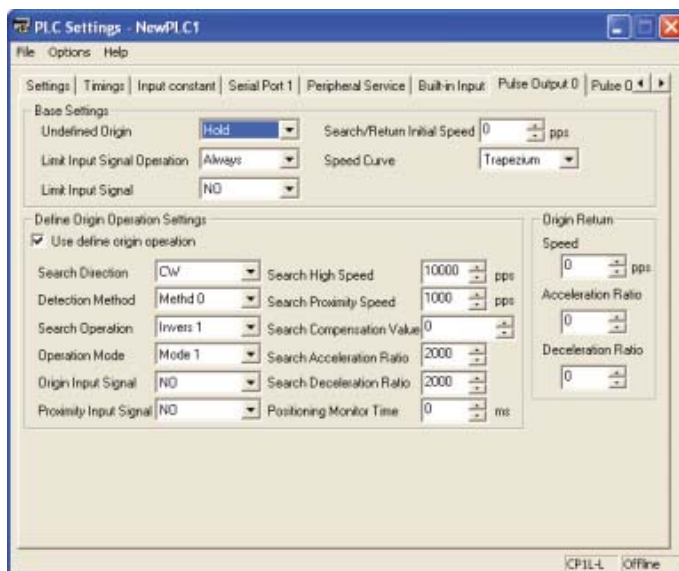 PLC Settings - NewPLC1
File Options Help
Settings Timings Input constant Serial Port 1 Peripheral Service Built-in Input Pulse Output 0 Pulse O
Base Settings
Undefined Origin Hold Search/Return Initial Speed 0 pps
Limit Input Signal Operation Always Speed Curve Trapezium
Limit Input Signal NO
Define Origin Operation Settings Origin Return
Use define origin operation Speed
Search Direction CW Search High Speed 10000 pps 0 pps
Detection Method Methd 0 Search Proximity Speed 1000 pps Acceleration Ratio
Search Operation Invers 1 Search Compensation Value 0 0
Operation Mode Mode 1 Search Acceleration Ratio 2000 Deceleration Ratio
Origin Input Signal NO Search Deceleration Ratio 2000 0
Proximity Input Signal NO Positioning Monitor Time 0 ms
CP1L-L Offline